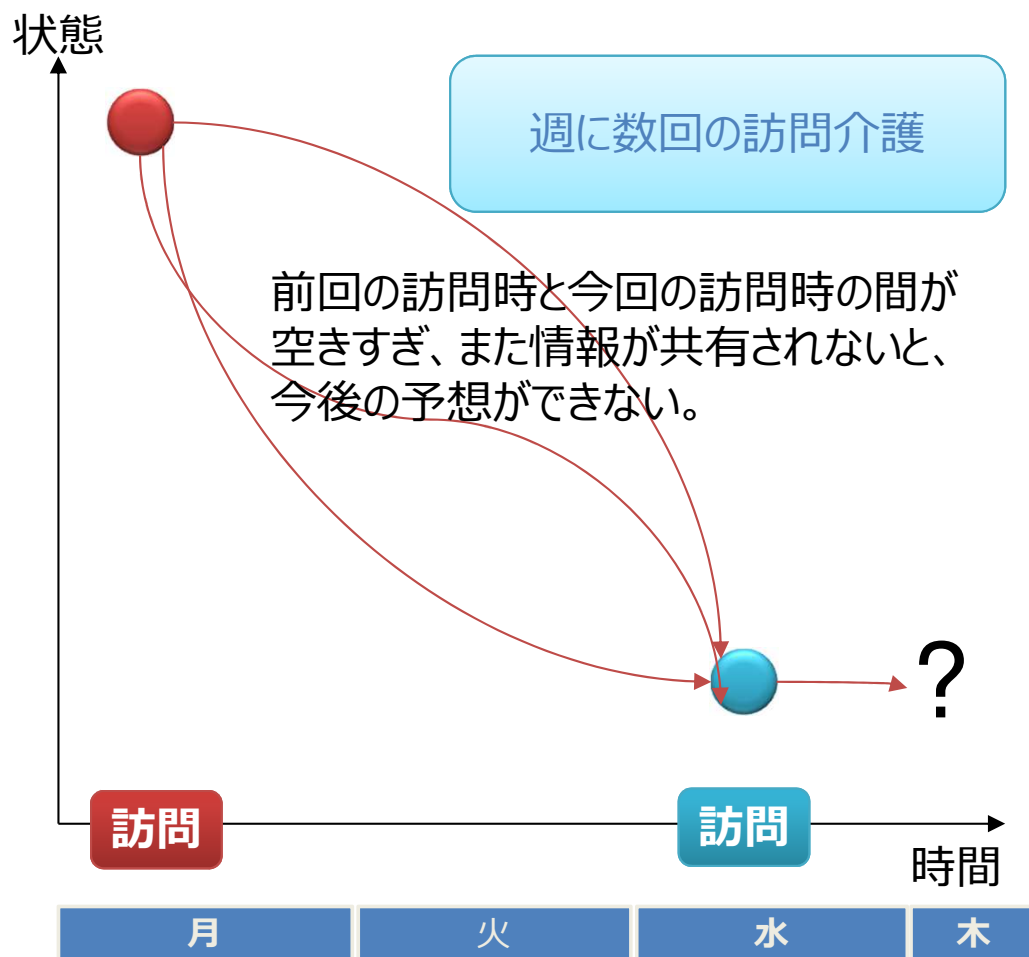 状態
週に数回の訪問介護
前回の訪問時と今回の訪問時の間が
空きすぎ、また情報が共有されないと、
今後の予想ができない。
?
訪問
訪問
時間
月
火
水
木